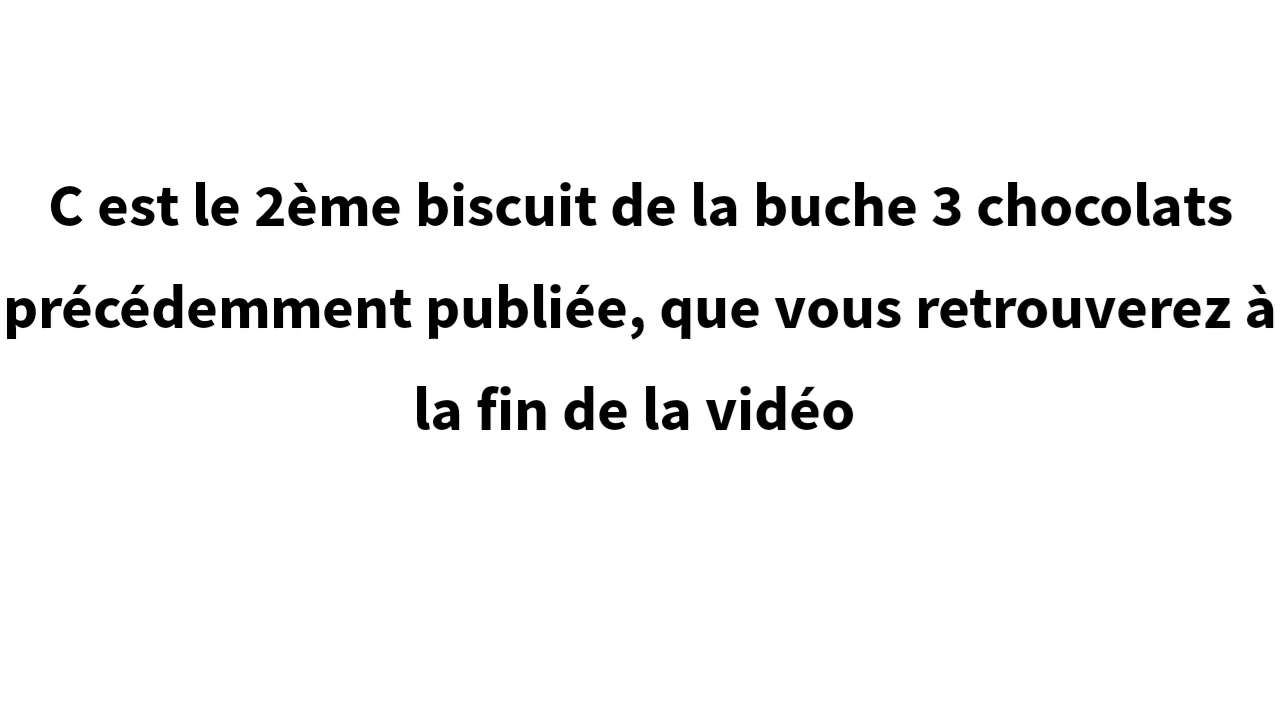 C est le 2ème biscuit de la buche 3 chocolats
précédemment publiée, que vous retrouverez à
la fin de la vidéo